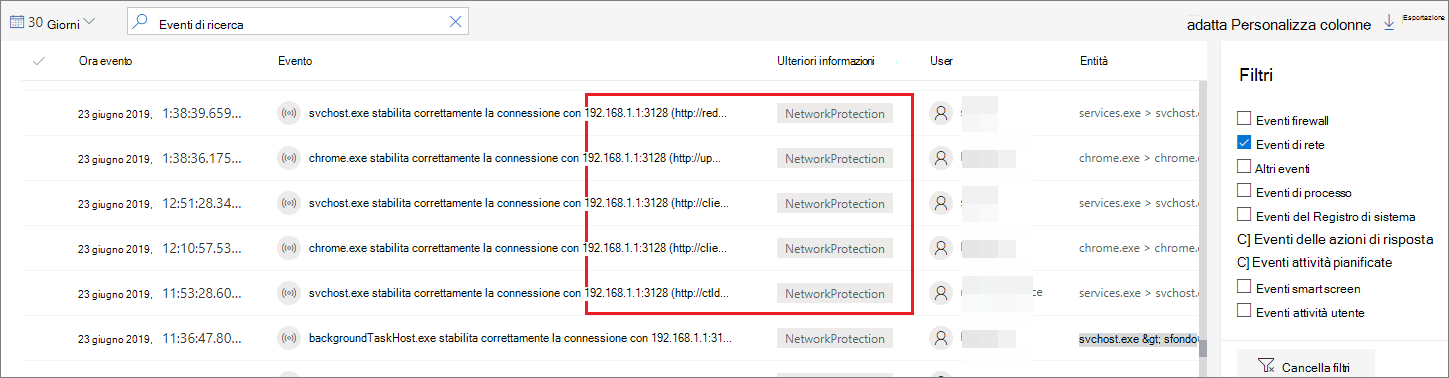 30 Giorni
Eventi di ricerca
adatta Personalizza colonne
Esportazione
Ora evento Evento Ulteriori informazioni User Entità
23 giugno 2019, 1:38:39.659... svchost.exe stabilita correttamente la connessione con 192.168.1.1:3128 (http://red... NetworkProtection services.exe > svchost.e
23 giugno 2019, 1:38:36.175... chrome.exe stabilita correttamente la connessione con 192.168.1.1:3128 (http://up... NetworkProtection chrome.exe > chrome.e
23 giugno 2019, 12:51:28.34... svchost.exe stabilita correttamente la connessione con 192.168.1.1:3128 (http://clie... NetworkProtection services.exe > svchost.e
23 giugno 2019, 12:10:57.53... chrome.exe stabilita correttamente la connessione con 192.168.1.1:3128 (http://clie... NetworkProtection chrome.exe > chrome.e
23 giugno 2019, 11:53:28.60... svchost.exe stabilita correttamente la connessione con 192.168.1.1:3128 (http://ctld... NetworkProtection ce services.exe > svchost.e
23 giugno 2019, 11:36:47.80... backgroundTaskHost.exe stabilita correttamente la connessione con 192.168.1.1:31... NetworkProtection svchost.exe &gt; sfondo
Filtri
Eventi firewall
Eventi di rete
Altri eventi
Eventi di processo
Eventi del Registro di sistema
C] Eventi delle azioni di risposta
C] Eventi attività pianificate
Eventi smart screen
Eventi attività utente
Cancella filtri